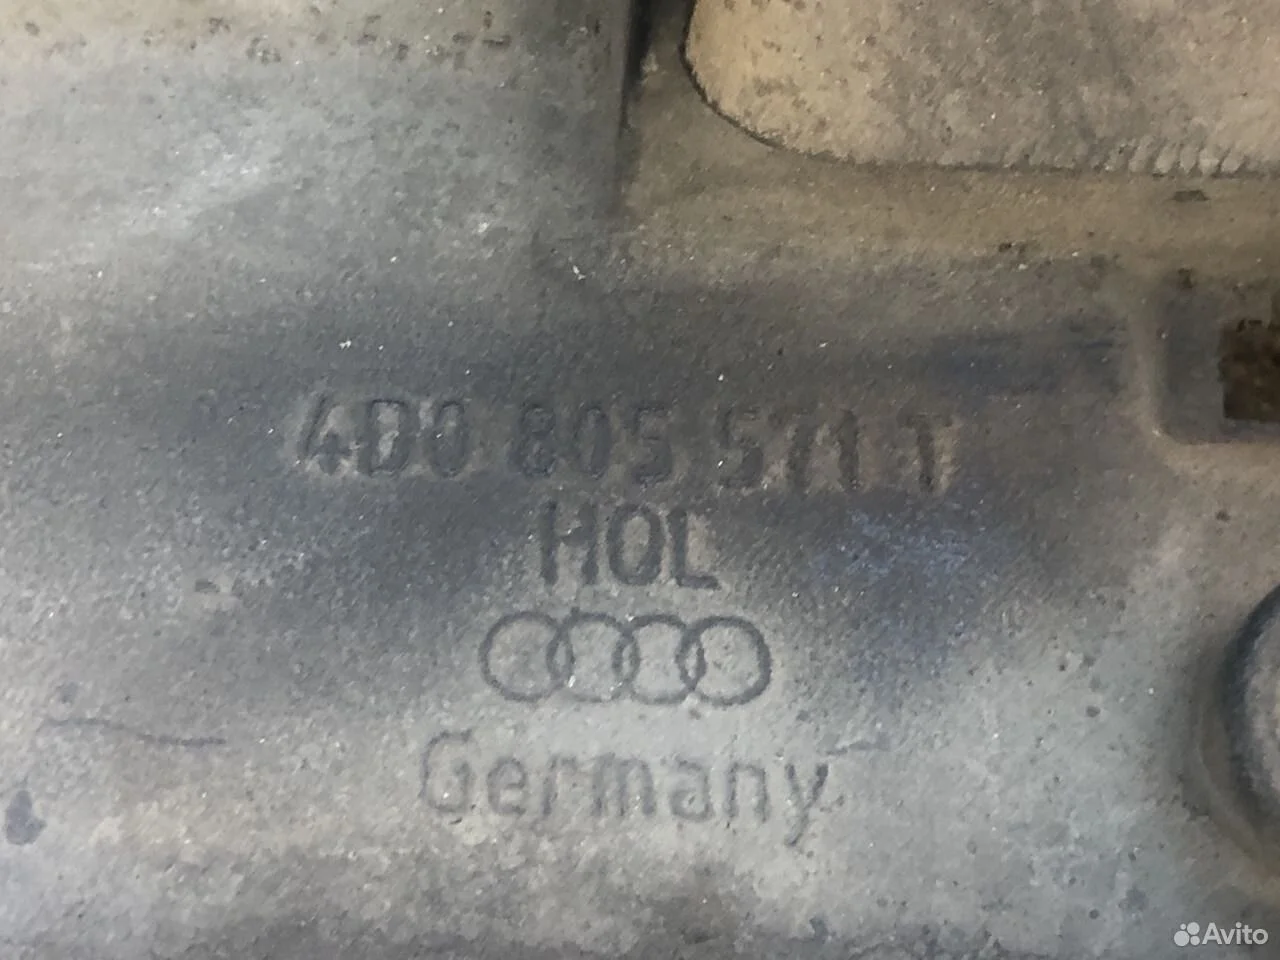 4D0 805 571 T
HOL
Germany
Avito